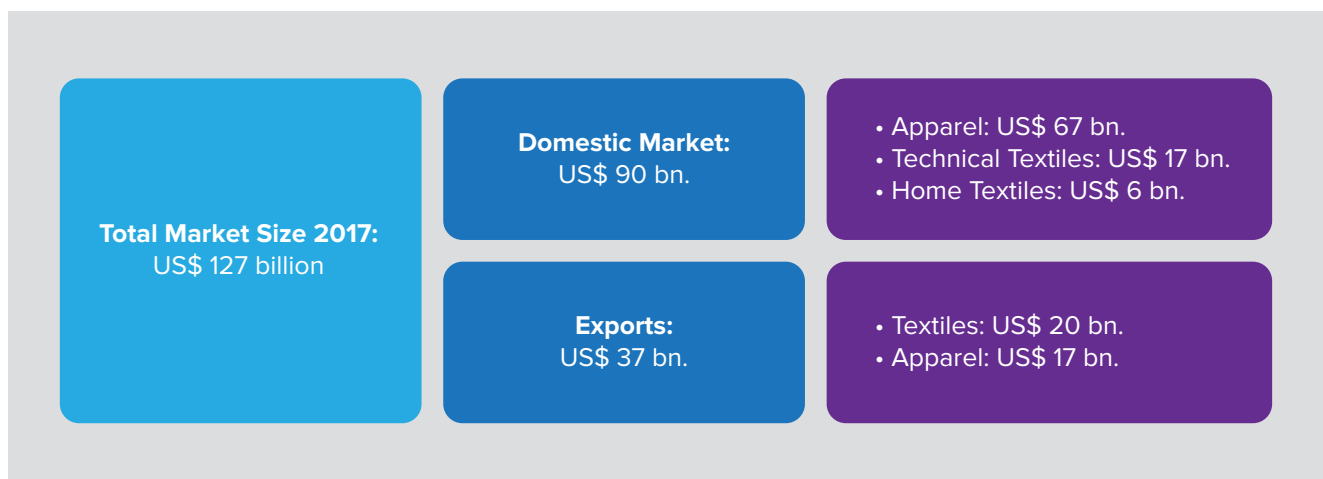 Total Market Size 2017:
US$ 127 billion
Domestic Market:
US$ 90 bn.
• Apparel: US$ 67 bn.
• Technical Textiles: US$ 17 bn.
• Home Textiles: US$ 6 bn.
Exports:
US$ 37 bn.
• Textiles: US$ 20 bn.
• Apparel: US$ 17 bn.